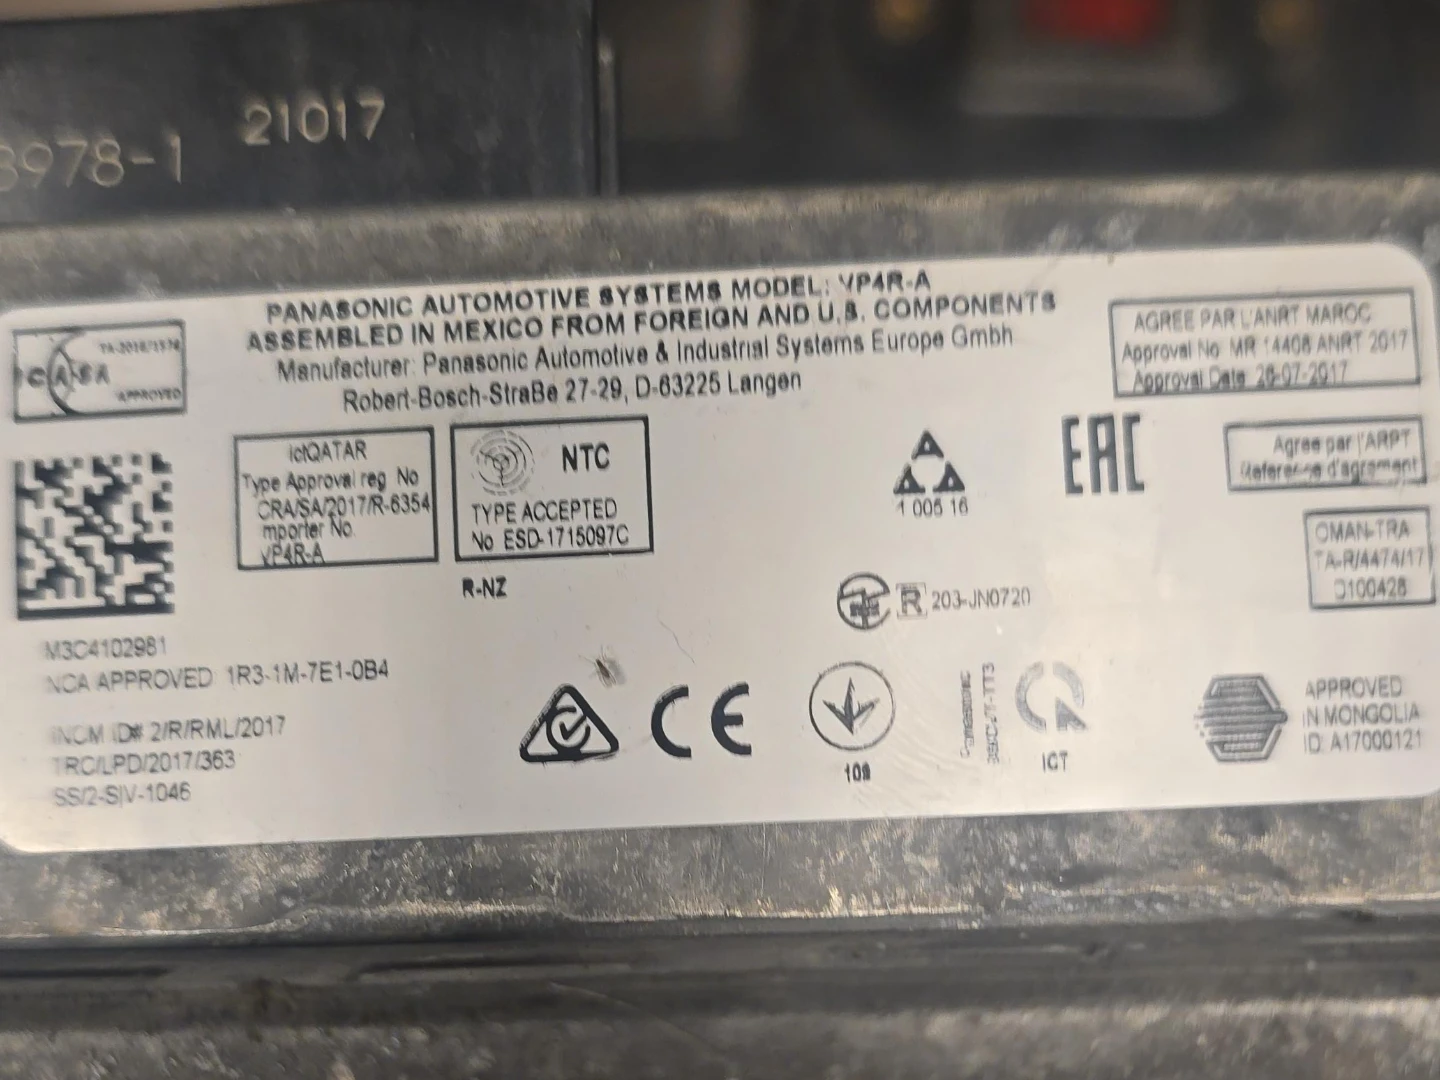 21017
8978-1
PANASONIC AUTOMOTIVE SYSTEMS MODEL: VP4R-A
ASSEMBLED IN MEXICO FROM FOREIGN AND U.S. COMPONENTS
Manufacturer: Panasonic Automotive & Industrial Systems Europe Gmbh
Robert-Bosch-StraBe 27-29, D-63225 Langen
ICASA
APPROVED
AGREE PAR L'ANRT MAROC
Approval No MR 14408 ANRT 2017
Approval Date 26-07-2017
ictQATAR
Type Approval reg No
CRA/SA/2017/R-6354
mporter No.
VP4R-A
NTC
TYPE ACCEPTED
No ESD-1715097C
R-NZ
1 005 16
EAC
Agree par l'ARPT
Reference d'agrement
OMAN-TRA
TA-R/4474/17
D100428
R 203-JN0720
M3C4102981
NCA APPROVED 1R3-1M-7E1-0B4
INCM ID# 2/R/RML/2017
TRC/LPD/2017/363
SS/2-S|V-1046
CE
ICT
APPROVED
IN MONGOLIA
ID: A17000121